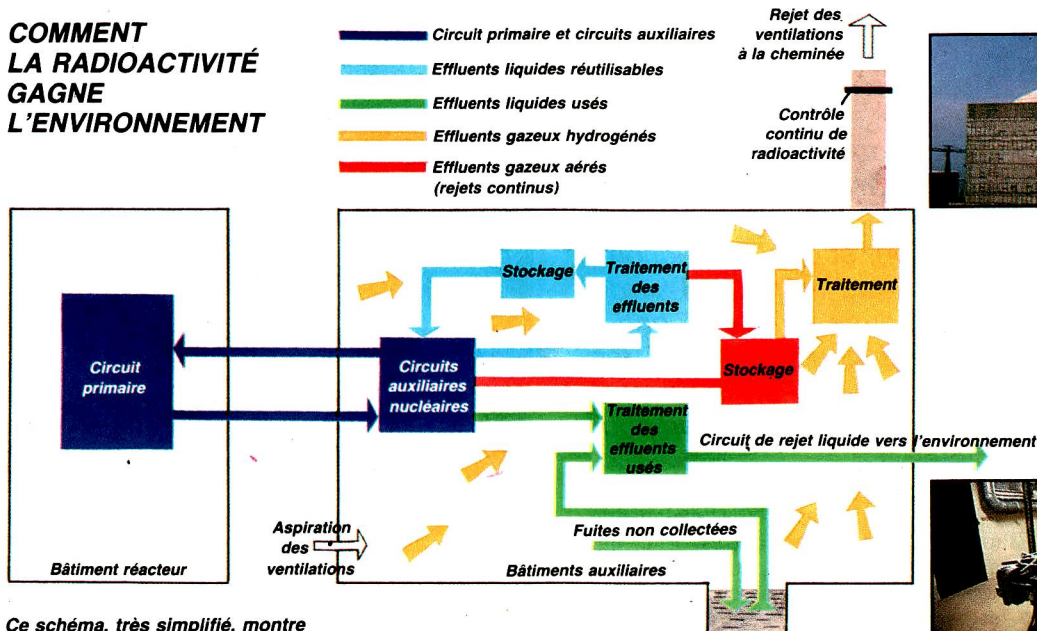 COMMENT
LA RADIOACTIVITÉ
GAGNE
L'ENVIRONNEMENT
Circuit primaire et circuits auxiliaires
Effluents liquides réutilisables
Effluents liquides usés
Effluents gazeux hydrogénés
Effluents gazeux aérés
(rejets continus)
Rejet des
ventilations
à la cheminée
Contrôle
continu de
radioactivité
Stockage
Traitement
des
effluents
Traitement
Circuit
primaire
Circuits
auxiliaires
nucléaires
Stockage
Traitement
des
effluents
usés
Circuit de rejet liquide vers l'environnement
Aspiration
des
ventilations
Fuites non collectées
Bâtiment réacteur
Bâtiments auxiliaires
Ce schéma, très simplifié, montre